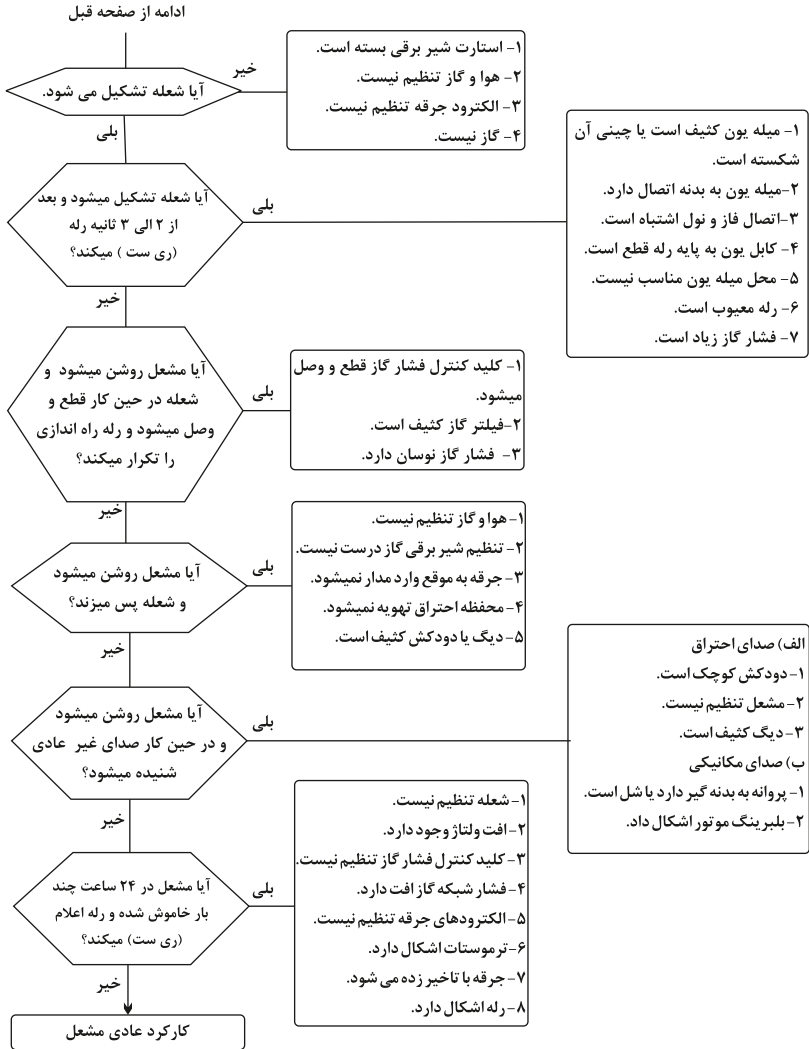 ادامه از صفحه قبل
آیا شعله تشکیل می شود.
خیر
۱- استارت شیر برقی بسته است.
۲- هوا و گاز تنظیم نیست.
۳- الکترود جرقه تنظیم نیست.
۴- گاز نیست.
بلی
آیا شعله تشکیل میشود و بعد
از ۲ الی ۳ ثانیه رله
(ری ست ) میکند؟
بلی
۱- میله یون کثیف است یا چینی آن
شکسته است.
۲-میله یون به بدنه اتصال دارد.
۳-اتصال فاز و نول اشتباه است.
۴- کابل یون به پایه رله قطع است.
۵- محل میله یون مناسب نیست.
۶- رله معیوب است.
۷- فشار گاز زیاد است.
خیر
آیا مشعل روشن میشود و
شعله در حین کار قطع و
وصل میشود و رله راه اندازی
را تکرار میکند؟
بلی
۱- کلید کنترل فشار گاز قطع و وصل
میشود.
۲-فیلتر گاز کثیف است.
۳- فشار گاز نوسان دارد.
خیر
آیا مشعل روشن میشود
و شعله پس میزند؟
بلی
۱- هوا و گاز تنظیم نیست.
۲- تنظیم شیر برقی گاز درست نیست.
۳- جرقه به موقع وارد مدار نمیشود.
۴- محفظه احتراق تهویه نمیشود.
۵- دیگ یا دودکش کثیف است.
خیر
آیا مشعل روشن میشود
و در حین کار صدای غیر عادی
شنیده میشود؟
بلی
الف) صدای احتراق
۱- دودکش کوچک است.
۲- مشعل تنظیم نیست.
۳- دیگ کثیف است.
ب) صدای مکانیکی
۱- پروانه به بدنه گیر دارد یا شل است.
۲- بلبرینگ موتور اشکال داد.
خیر
آیا مشعل در ۲۴ ساعت چند
بار خاموش شده و رله اعلام
(ری ست) میکند؟
بلی
۱- شعله تنظیم نیست.
۲- افت ولتاژ وجود دارد.
۳- کلید کنترل فشار گاز تنظیم نیست.
۴- فشار شبکه گاز افت دارد.
۵- الکترودهای جرقه تنظیم نیست.
۶- ترموستات اشکال دارد.
۷- جرقه با تاخیر زده می شود.
۸- رله اشکال دارد.
خیر
کارکرد عادی مشعل